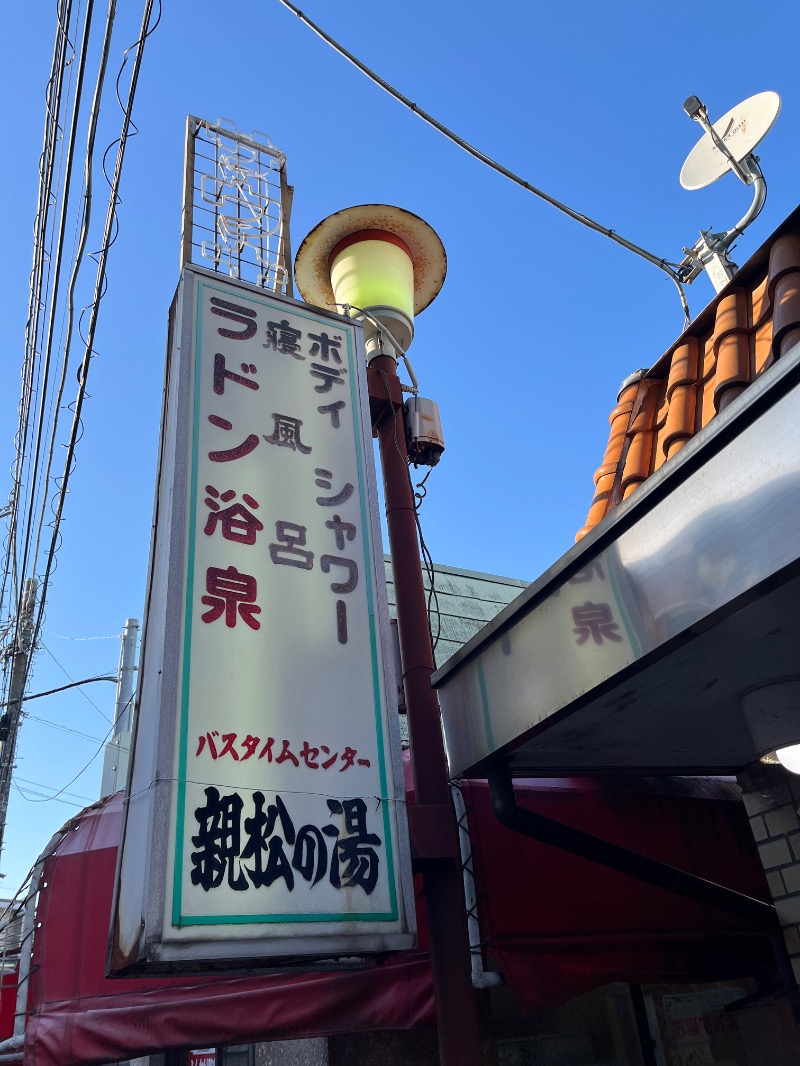 ボディシャワー
寝風呂
ラドン浴泉
バスタイムセンター
親松の湯
泉